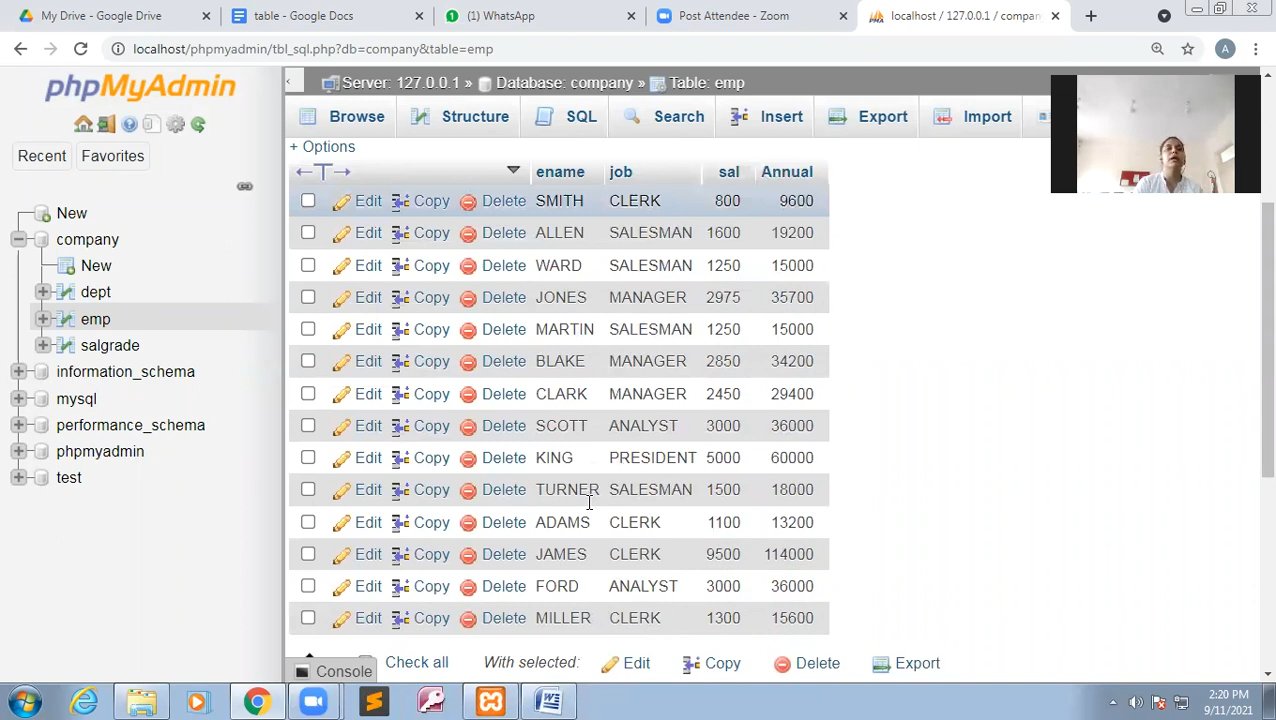 My Drive - Google Drive
table - Google Docs
(1) WhatsApp
Post Attendee - Zoom
localhost / 127.0.0.1 / compan
localhost/phpmyadmin/tbl_sql.php?db=company&table=emp
A
phpMyAdmin
Recent Favorites
New
company
New
dept
emp
salgrade
information_schema
mysql
performance_schema
phpmyadmin
test
Server: 127.0.0.1 » Database: company » Table: emp
Browse Structure SQL Search Insert Export Import
+ Options
ename job sal Annual
Edit Copy Delete SMITH CLERK 800 9600
Edit Copy Delete ALLEN SALESMAN 1600 19200
Edit Copy Delete WARD SALESMAN 1250 15000
Edit Copy Delete JONES MANAGER 2975 35700
Edit Copy Delete MARTIN SALESMAN 1250 15000
Edit Copy Delete BLAKE MANAGER 2850 34200
Edit Copy Delete CLARK MANAGER 2450 29400
Edit Copy Delete SCOTT ANALYST 3000 36000
Edit Copy Delete KING PRESIDENT 5000 60000
Edit Copy Delete TURNER SALESMAN 1500 18000
Edit Copy Delete ADAMS CLERK 1100 13200
Edit Copy Delete JAMES CLERK 9500 114000
Edit Copy Delete FORD ANALYST 3000 36000
Edit Copy Delete MILLER CLERK 1300 15600
Check all With selected: Edit Copy Delete Export
Console
2:20 PM
9/11/2021